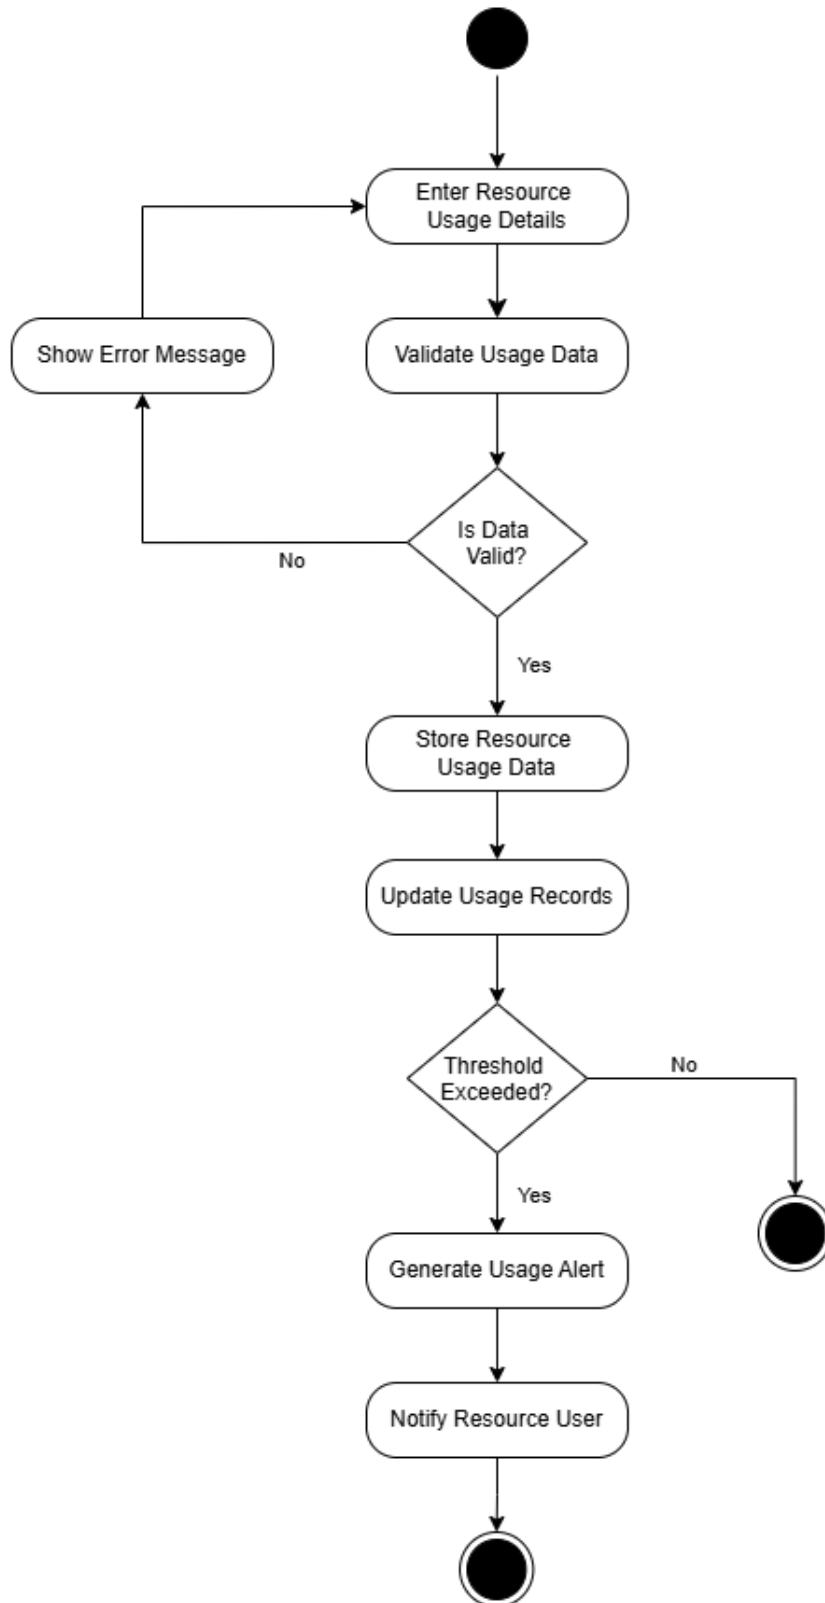 Enter Resource
Usage Details
Show Error Message
Validate Usage Data
Is Data
Valid?
No
Yes
Store Resource
Usage Data
Update Usage Records
Threshold
Exceeded?
No
Yes
Generate Usage Alert
Notify Resource User